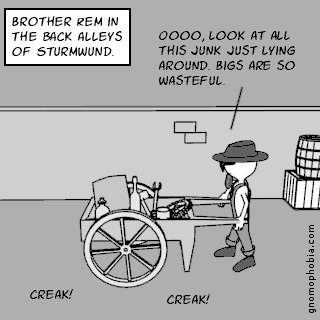 BROTHER REM IN
THE BACK ALLEYS
OF STURMWUND.
OOOO, LOOK AT ALL
THIS JUNK JUST LYING
AROUND. BIGS ARE SO
WASTEFUL.
CREAK!
CREAK!
gnomophobia.com